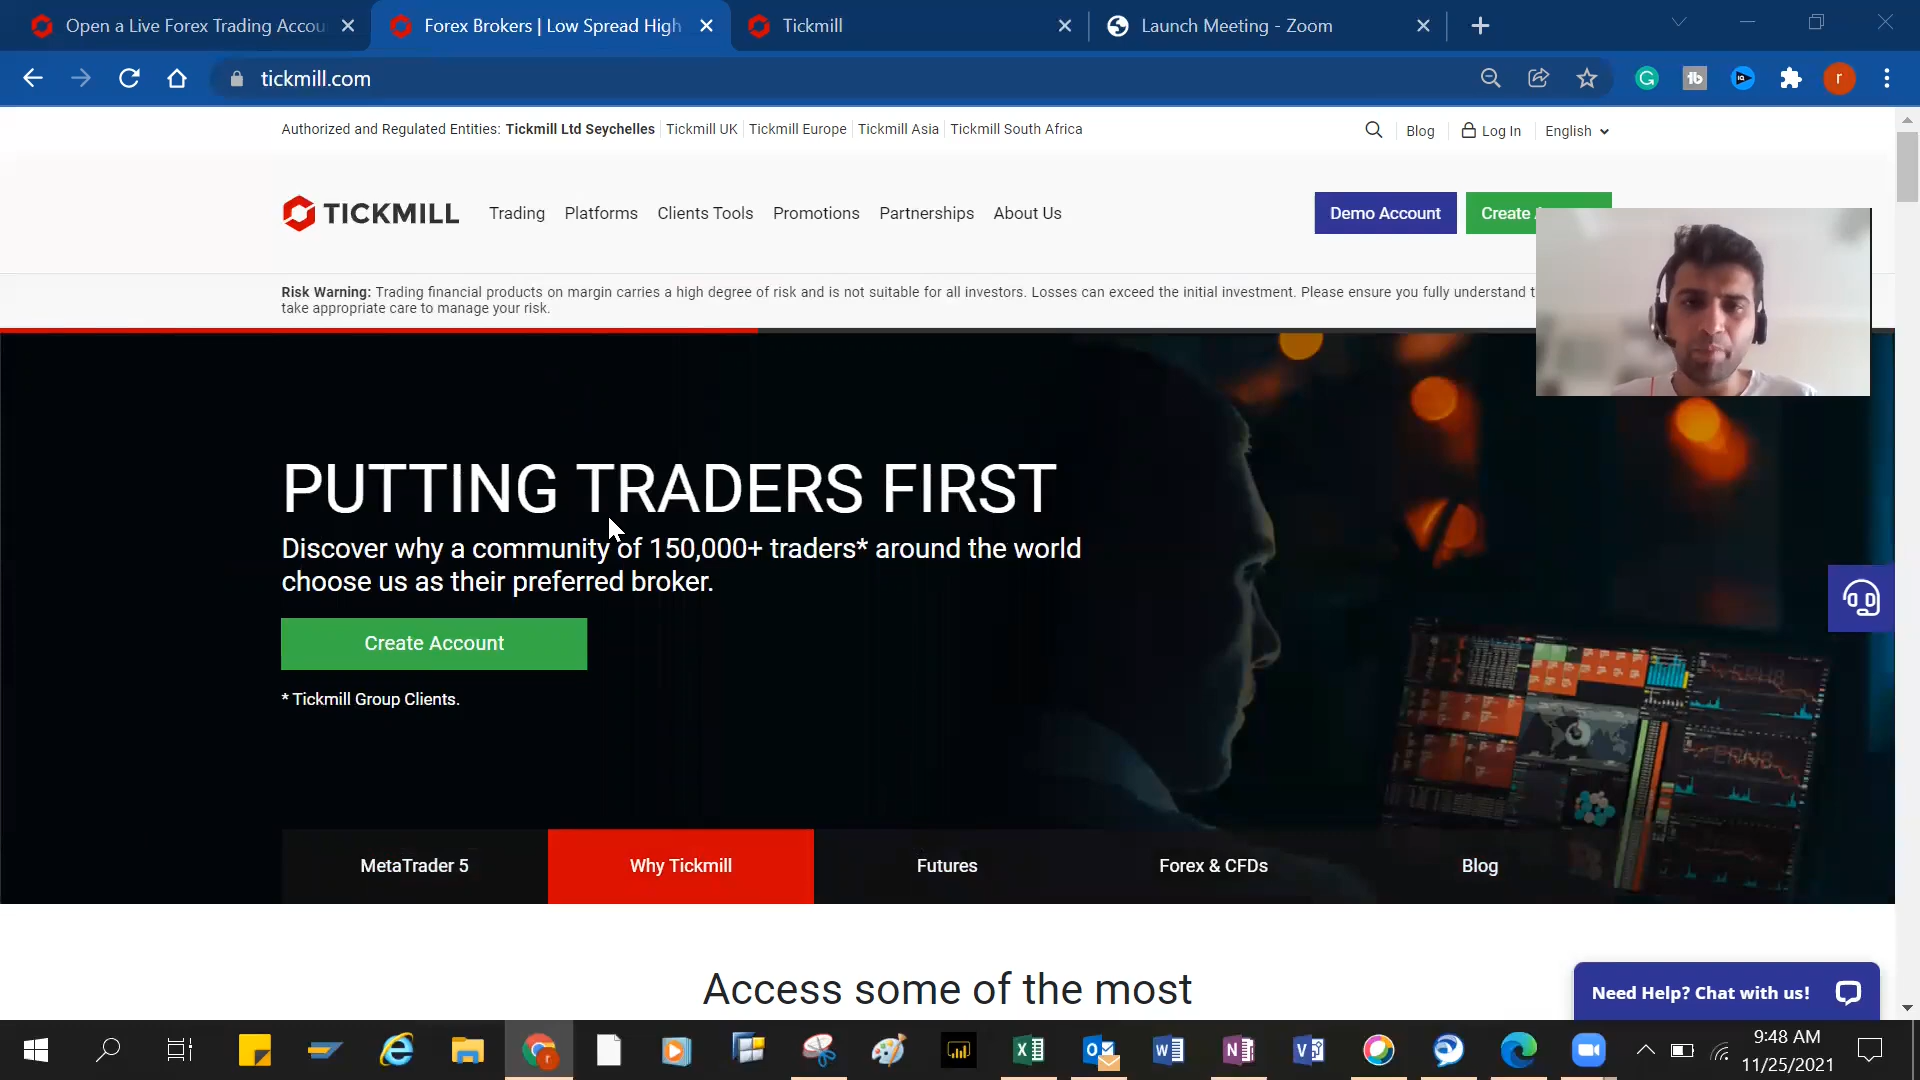 Open a Live Forex Trading Accou
Forex Brokers | Low Spread High
Tickmill
Launch Meeting - Zoom
tickmill.com
Authorized and Regulated Entities: Tickmill Ltd Seychelles Tickmill UK Tickmill Europe Tickmill Asia Tickmill South Africa
Blog Log In English
TICKMILL Trading Platforms Clients Tools Promotions Partnerships About Us Demo Account Create
Risk Warning: Trading financial products on margin carries a high degree of risk and is not suitable for all investors. Losses can exceed the initial investment. Please ensure you fully understand
take appropriate care to manage your risk.
PUTTING TRADERS FIRST
Discover why a community of 150,000+ traders* around the world
choose us as their preferred broker.
Create Account
* Tickmill Group Clients.
MetaTrader 5 Why Tickmill Futures Forex & CFDs Blog
Access some of the most
Need Help? Chat with us!
9:48 AM
11/25/2021